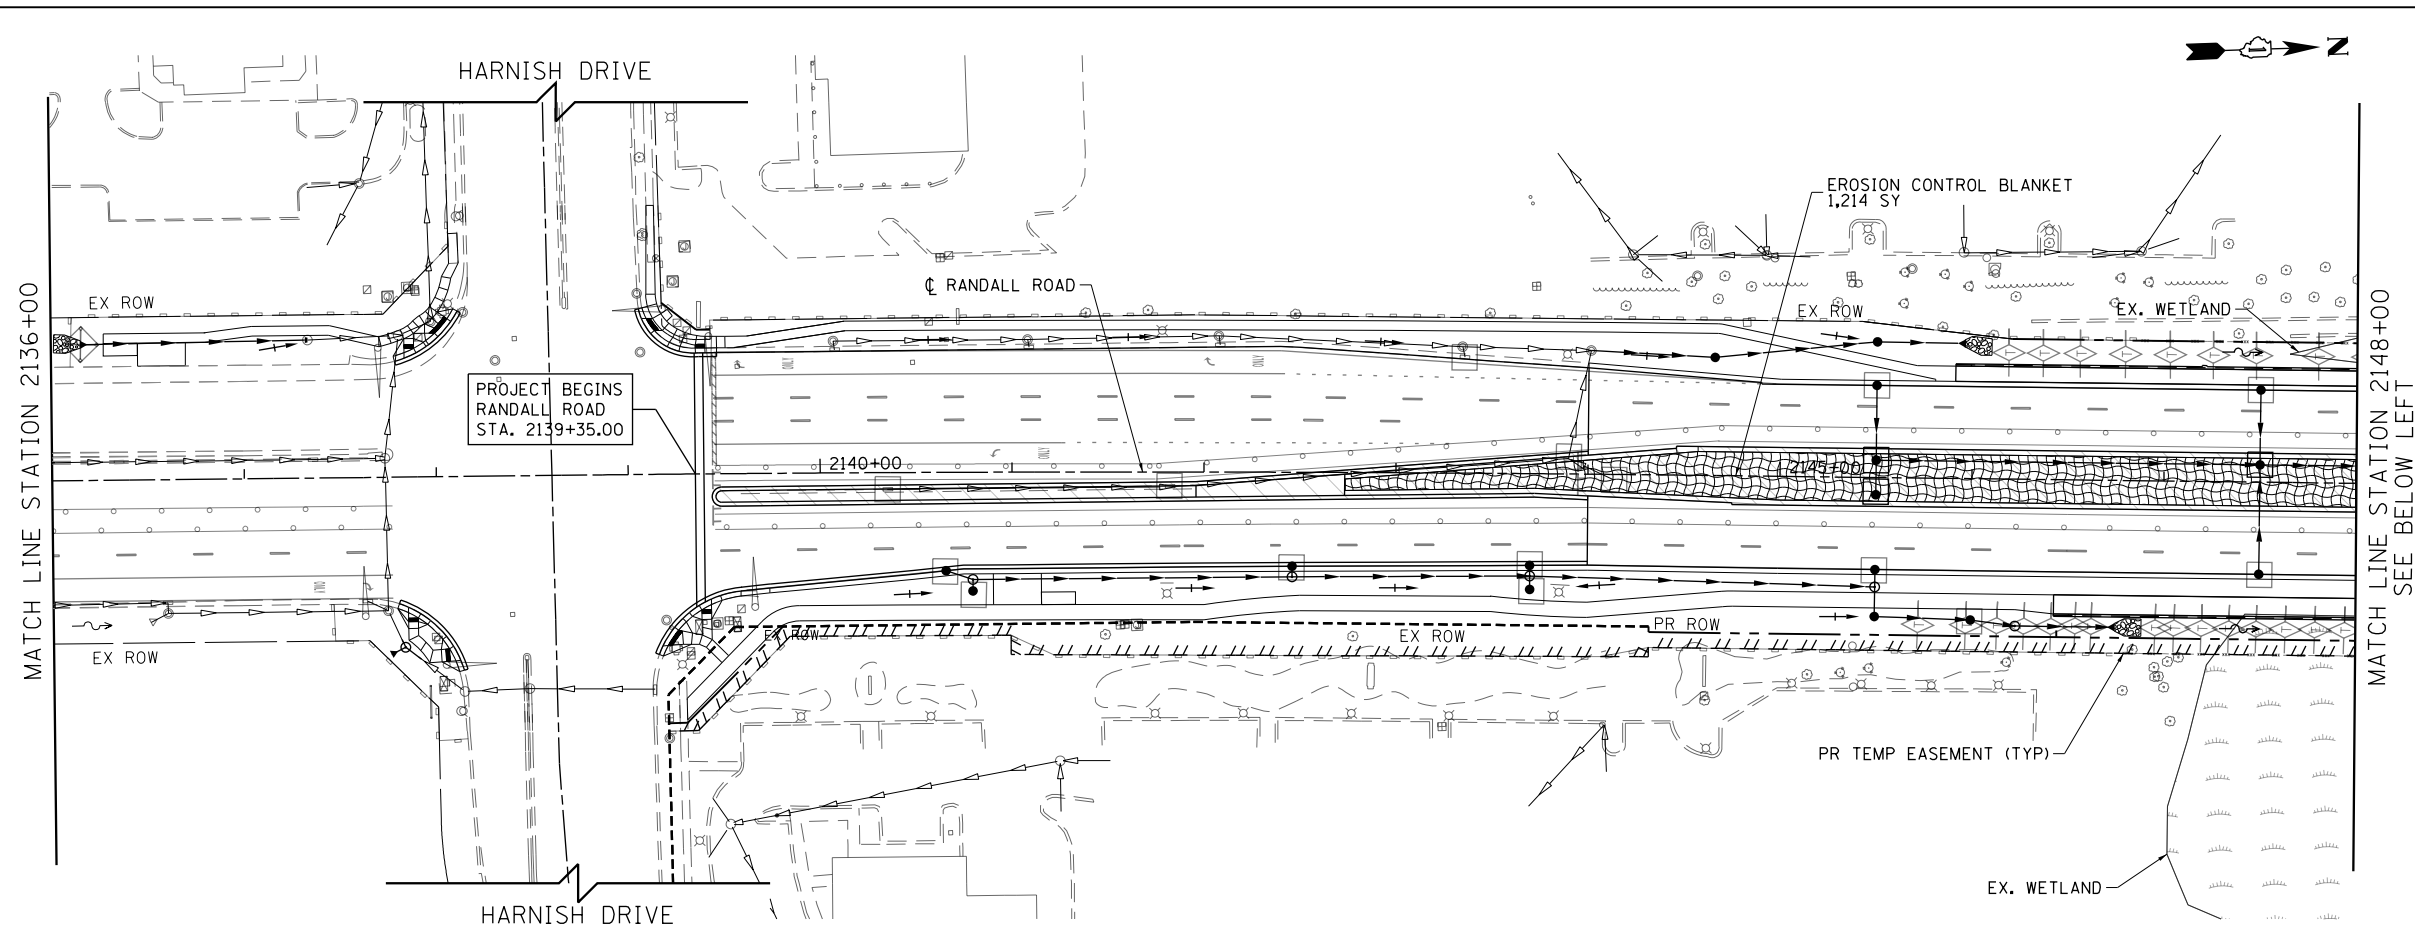 N
HARNISH DRIVE
EROSION CONTROL BLANKET
1,214 SY
℄ RANDALL ROAD
EX ROW
EX ROW
EX. WETLAND
MATCH LINE STATION 2136+00
MATCH LINE STATION 2148+00
SEE BELOW LEFT
PROJECT BEGINS
RANDALL ROAD
STA. 2139+35.00
2140+00
2145+00
EX ROW
EX ROW
EX ROW
PR ROW
PR TEMP EASEMENT (TYP)
EX. WETLAND
HARNISH DRIVE